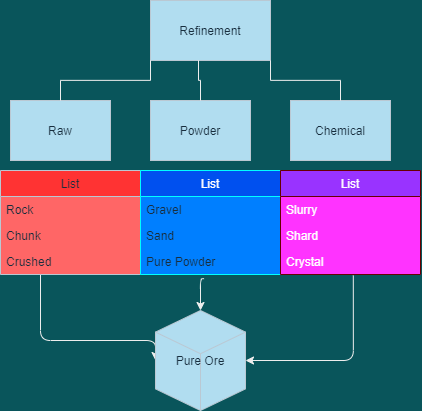 Refinement
Raw
Powder
Chemical
List
List
List
Rock
Gravel
Slurry
Chunk
Sand
Shard
Crushed
Pure Powder
Crystal
Pure Ore